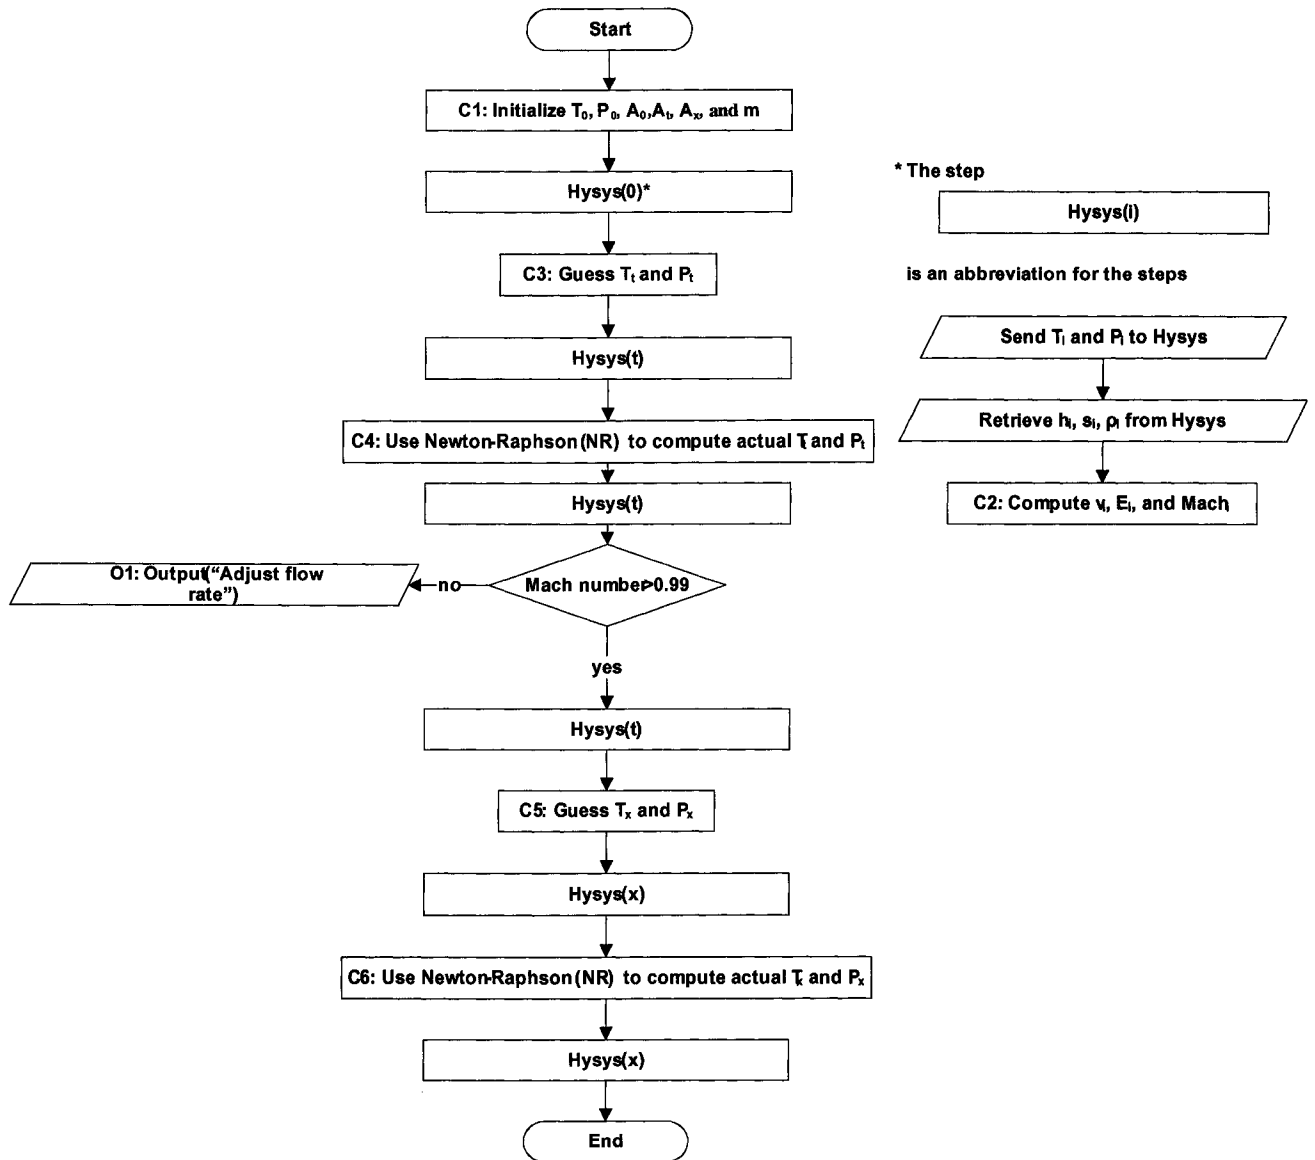 Start
C1: Initialize T₀, P₀, A₀,Aₜ, Aₓ, and m
Hysys(0)*
C3: Guess Tₜ and Pₜ
Hysys(t)
C4: Use Newton-Raphson (NR) to compute actual Tₜ and Pₜ
Hysys(t)
Mach number>0.99
no
O1: Output(“Adjust flow
rate”)
yes
Hysys(t)
C5: Guess Tₓ and Pₓ
Hysys(x)
C6: Use Newton-Raphson (NR) to compute actual Tₓ and Pₓ
Hysys(x)
End
* The step
Hysys(i)
is an abbreviation for the steps
Send Tᵢ and Pᵢ to Hysys
Retrieve hᵢ, sᵢ, ρᵢ from Hysys
C2: Compute vᵢ, Eᵢ, and Machᵢ